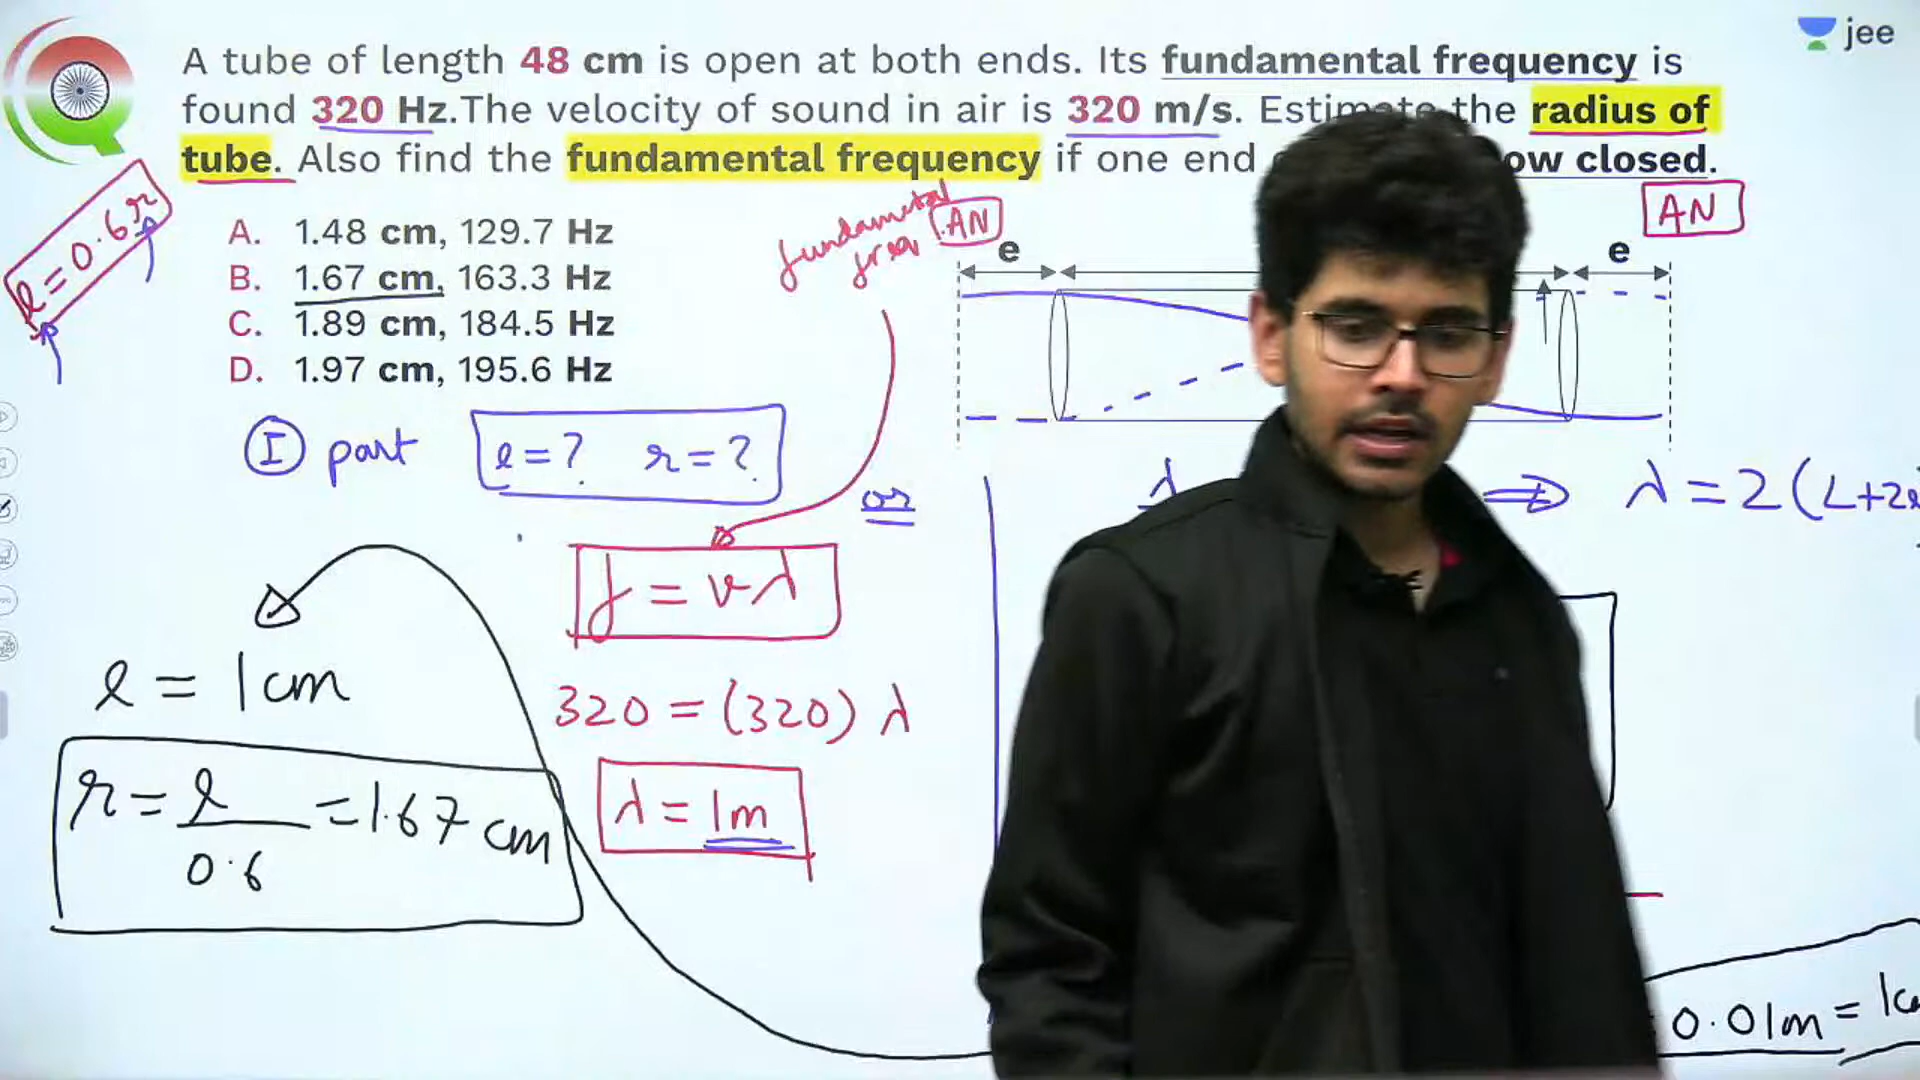 A tube of length 48 cm is open at both ends. Its fundamental frequency is
found 320 Hz.The velocity of sound in air is 320 m/s. Estimate the radius of
tube. Also find the fundamental frequency if one end ow closed.
jee
e = 0.6r
A. 1.48 cm, 129.7 Hz
B. 1.67 cm, 163.3 Hz
C. 1.89 cm, 184.5 Hz
D. 1.97 cm, 195.6 Hz
fundamental
freq
AN
AN
e
e
I part
e = ? r = ?
or
λ
⇒ λ = 2(L+2e
f = vλ
e = 1cm
320 = (320) λ
r = e/0.6 = 1.67 cm
λ = 1m
0.01m = 1c